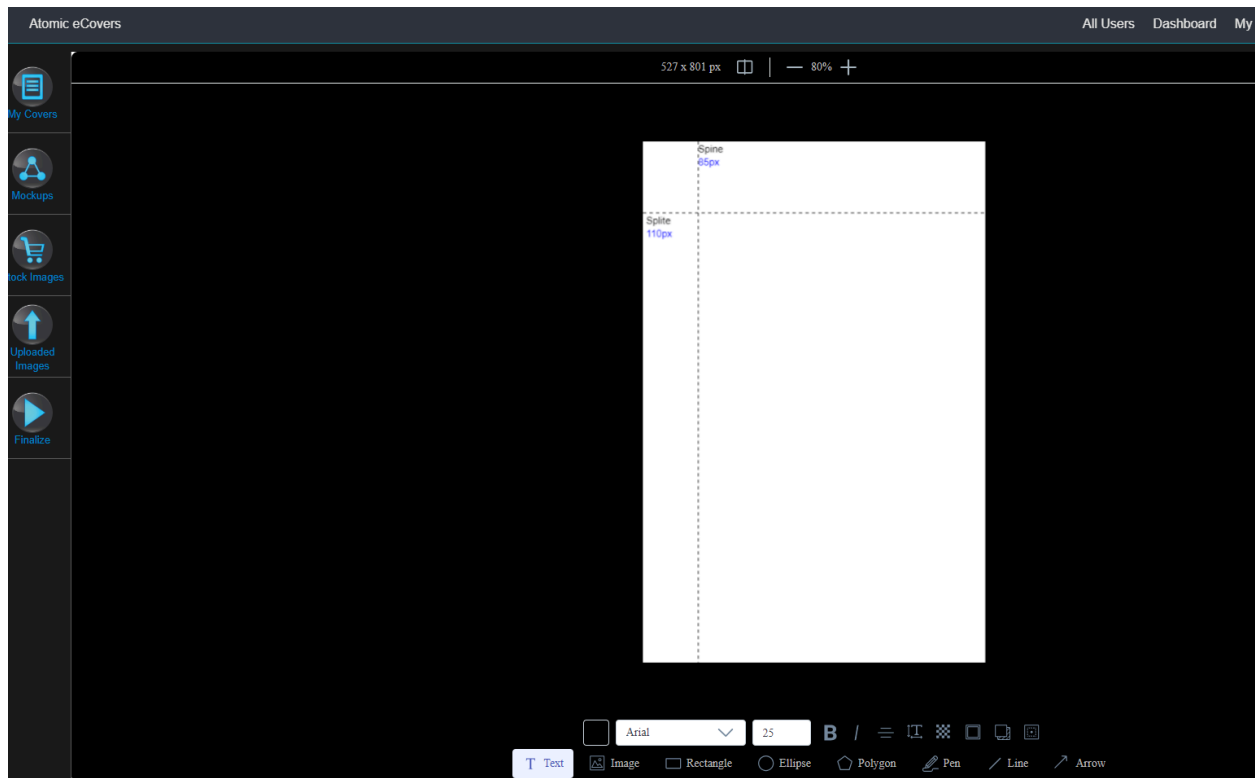 Atomic eCovers
All Users Dashboard My
527 x 801 px 80%
My Covers
Mockups
tock Images
Uploaded
Images
Finalize
Spine
65px
Splite
110px
Arial 25 B I
T Text Image Rectangle Ellipse Polygon Pen Line Arrow